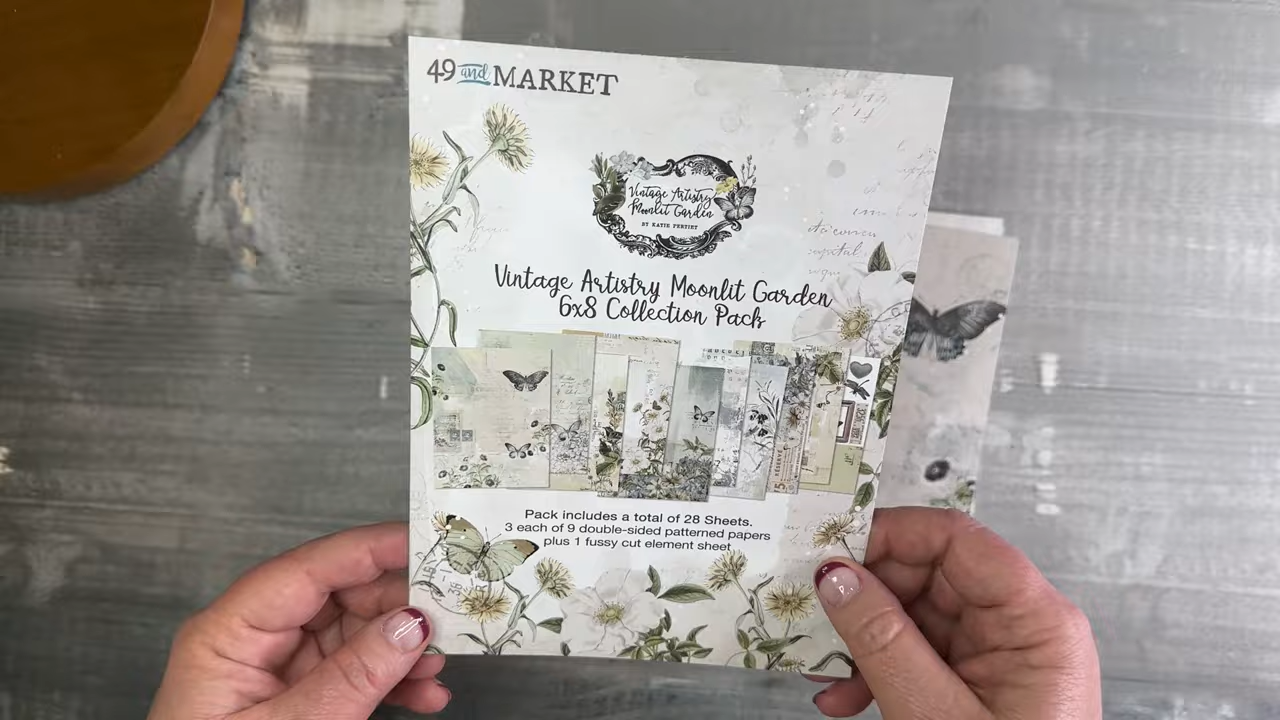 49 and MARKET
Vintage Artistry
Moonlit Garden
BY KATIE PERTIET
Vintage Artistry Moonlit Garden
6x8 Collection Pack
Pack includes a total of 28 Sheets.
3 each of 9 double-sided patterned papers
plus 1 fussy cut element sheet